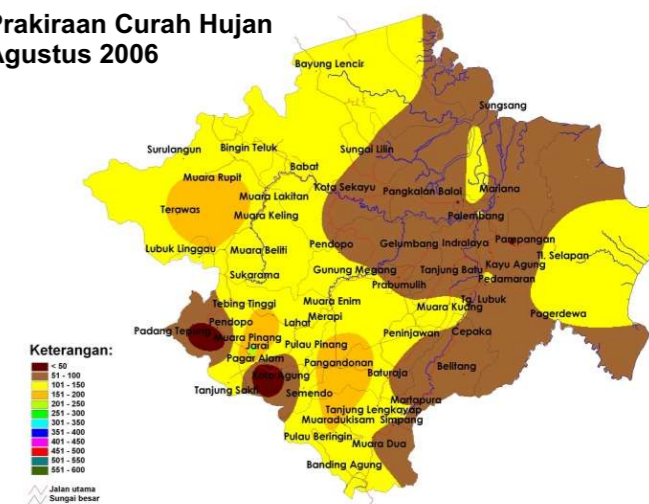 Prakiraan Curah Hujan
Agustus 2006
Bayung Lencir
Sungsang
Surulangun
Bingin Teluk
Babat
Sungai Lilin
Muara Rupit
Muara Lakitan
Kota Sekayu
Pangkalan Balai
Mariana
Terawas
Muara Keling
Palembang
Lubuk Linggau
Muara Beliti
Pendopo
Gelumbang
Indralaya
Pampangan
Tl. Selapan
Sukarama
Gunung Megang
Tanjung Batu
Kayu Agung
Prabumulih
Pedamaran
Tebing Tinggi
Muara Enim
Muara Kuang
Tg. Lubuk
Pagerdewa
Merapi
Padang Tepung
Pendopo
Lahat
Peninjawan
Cepaka
Muara Pinang
Jarai
Pulau Pinang
Pagar Alam
Pangandonan
Belitang
Kota Agung
Baturaja
Tanjung Sakti
Semendo
Martapura
Tanjung Lengkayap
Muaradukisam
Simpang
Pulau Beringin
Muara Dua
Banding Agung
Keterangan:
< 50
51 - 100
101 - 150
151 - 200
201 - 250
251 - 300
301 - 350
351 - 400
401 - 450
451 - 500
501 - 550
551 - 600
Jalan utama
Sungai besar